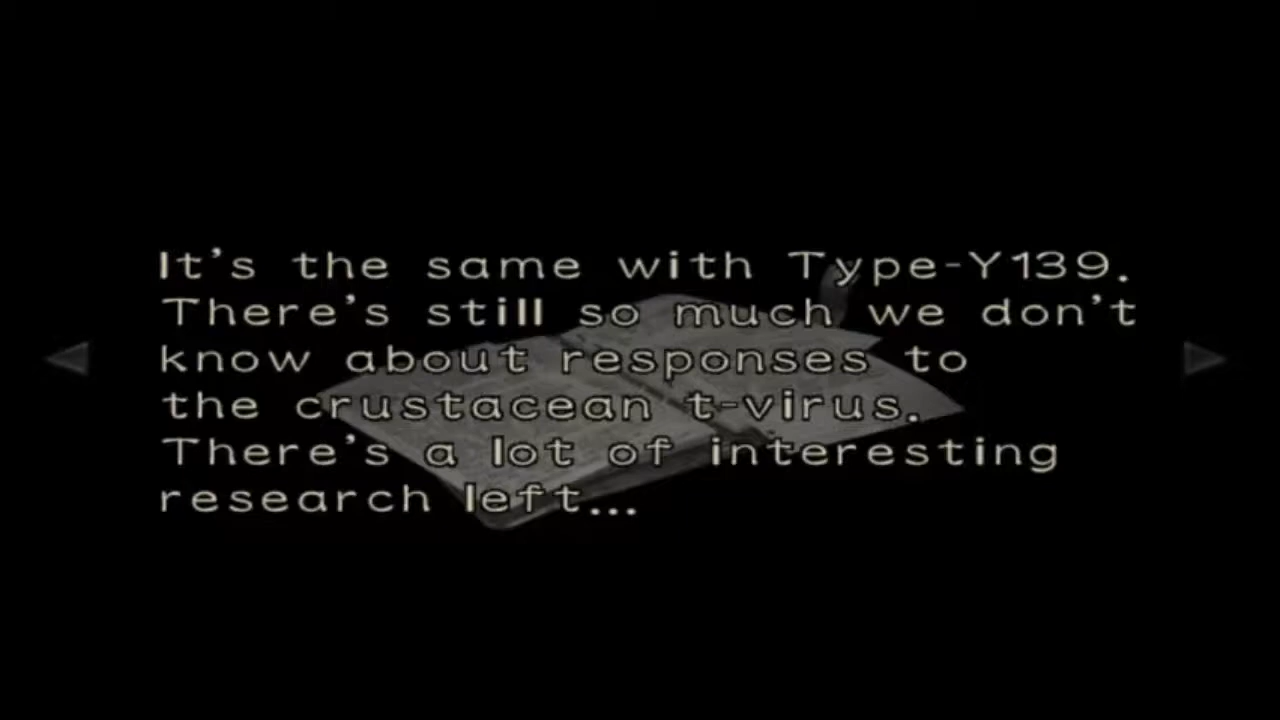 It's the same with Type-Y139.
There's still so much we don't
know about responses to
the crustacean t-virus.
There's a lot of interesting
research left...